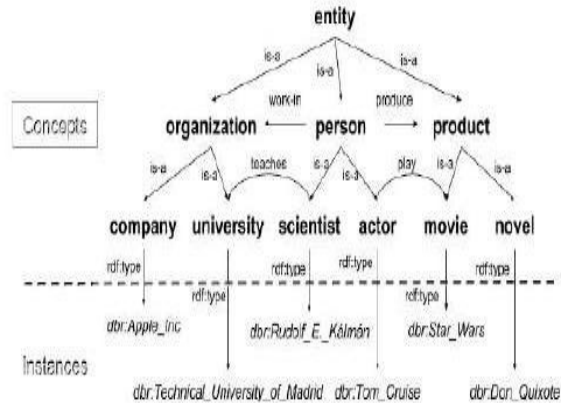 entity
is-a is-a is-a
work-in produce
Concepts
organization person product
is-a is-a teaches is-a is-a play is-a is-a
company university scientist actor movie novel
rdf:type rdf:type rdf:type rdf:type
rdf:type rdf:type
dbr:Apple_Inc dbr:Rudolf_E._Kálmán dbr:Star_Wars
Instances
dbr:Technical_University_of_Madrid dbr:Tom_Cruise dbr:Don_Quixote